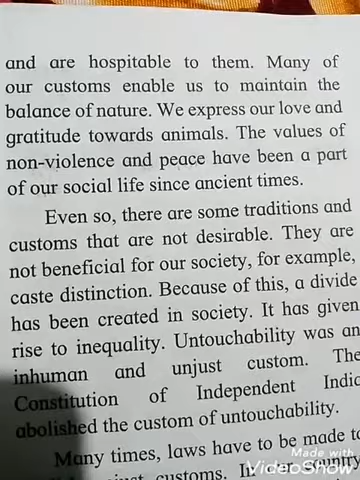 and are hospitable to them. Many of
our customs enable us to maintain the
balance of nature. We express our love and
gratitude towards animals. The values of
non-violence and peace have been a part
of our social life since ancient times.
Even so, there are some traditions and
customs that are not desirable. They are
not beneficial for our society, for example,
caste distinction. Because of this, a divide
has been created in society. It has given
rise to inequality. Untouchability was an
inhuman and unjust custom. The
Constitution of Independent India
abolished the custom of untouchability.
Many times, laws have to be made to
customs. In our country
Made with
VideoShow